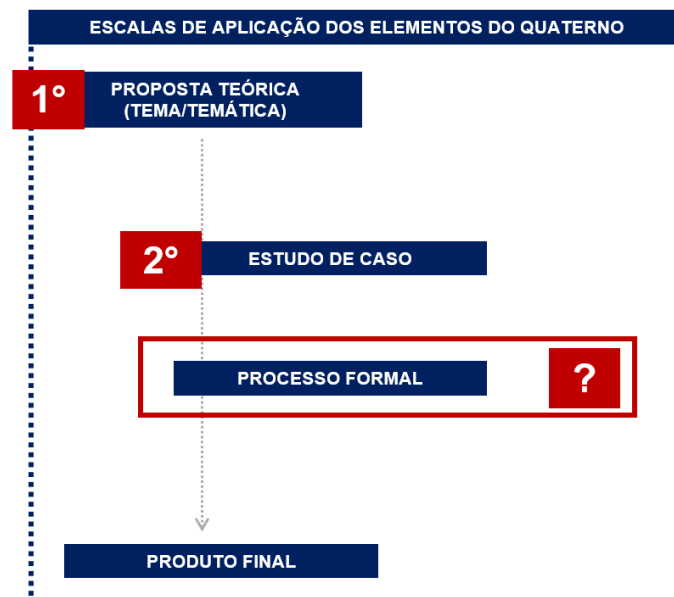 ESCALAS DE APLICAÇÃO DOS ELEMENTOS DO QUATERNO
1°
PROPOSTA TEÓRICA
(TEMA/TEMÁTICA)
2°
ESTUDO DE CASO
PROCESSO FORMAL
?
PRODUTO FINAL